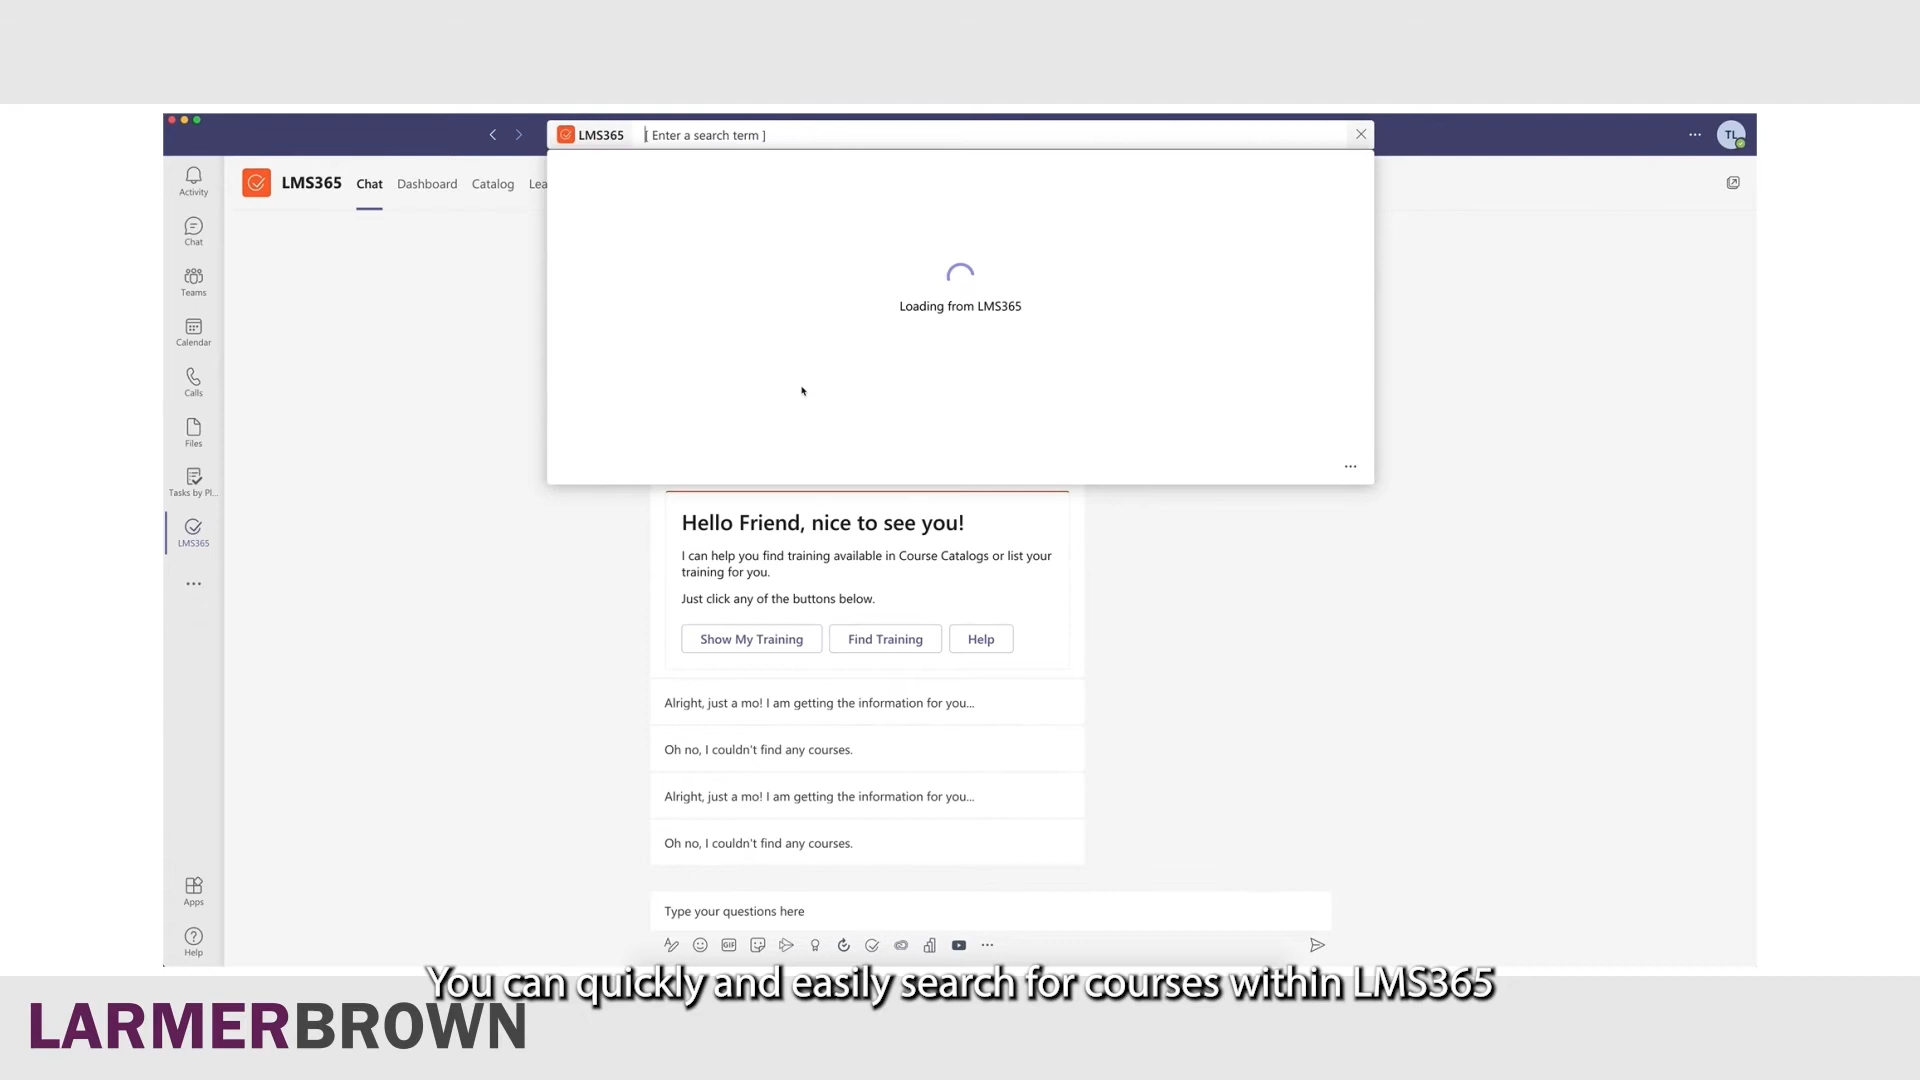 LMS365
[ Enter a search term ]
TL
Activity
Chat
Teams
Calendar
Calls
Files
Tasks by Pl...
LMS365
Apps
Help
LMS365
Chat
Dashboard
Catalog
Lea
Loading from LMS365
Hello Friend, nice to see you!
I can help you find training available in Course Catalogs or list your
training for you.
Just click any of the buttons below.
Show My Training
Find Training
Help
Alright, just a mo! I am getting the information for you...
Oh no, I couldn't find any courses.
Alright, just a mo! I am getting the information for you...
Oh no, I couldn't find any courses.
Type your questions here
GIF
You can quickly and easily search for courses within LMS365
LARMERBROWN